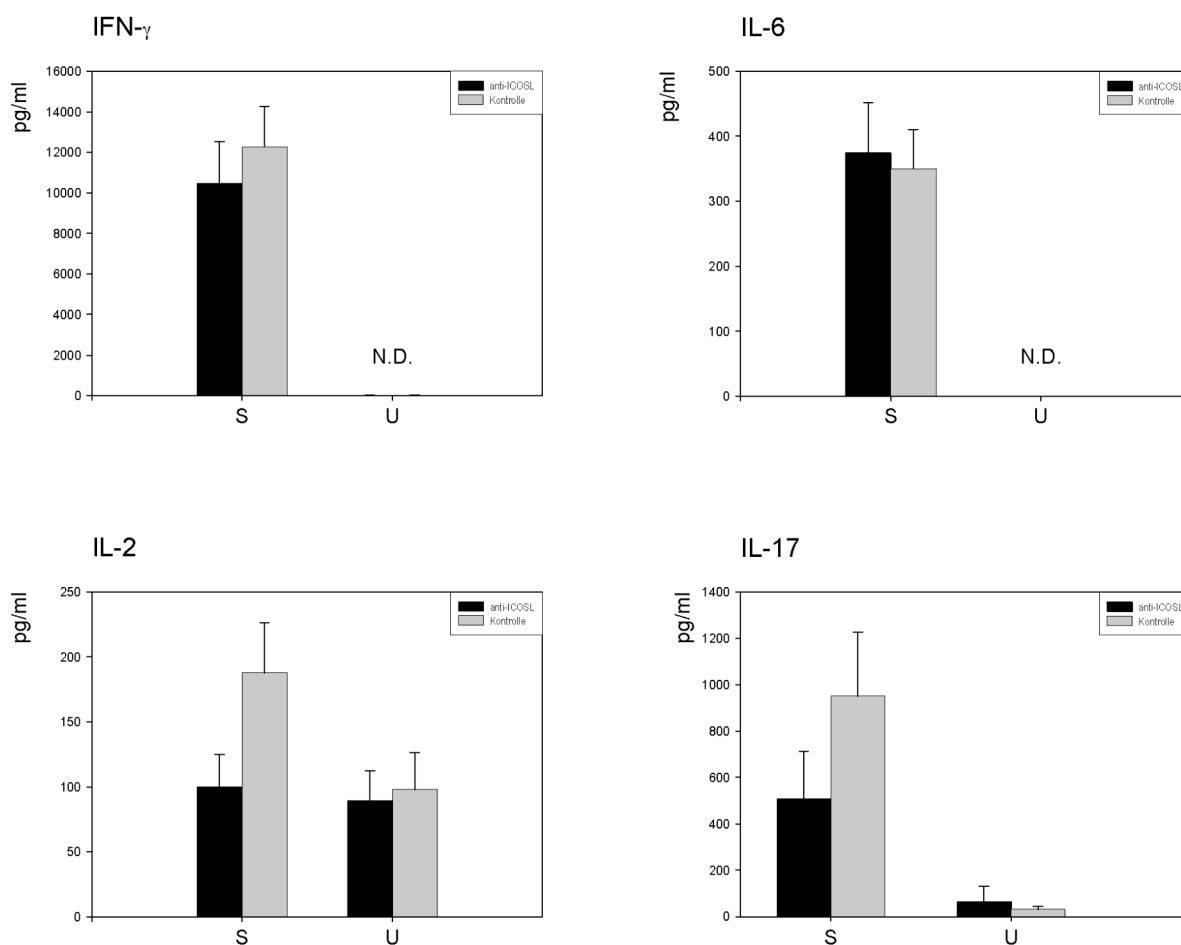 IFN-γ
pg/ml
16000
14000
12000
10000
8000
6000
4000
2000
0
anti-ICOSL
Kontrolle
N.D.
S U
IL-6
pg/ml
500
400
300
200
100
0
anti-ICOSL
Kontrolle
N.D.
S U
IL-2
pg/ml
250
200
150
100
50
0
anti-ICOSL
Kontrolle
S U
IL-17
pg/ml
1400
1200
1000
800
600
400
200
0
anti-ICOSL
Kontrolle
S U